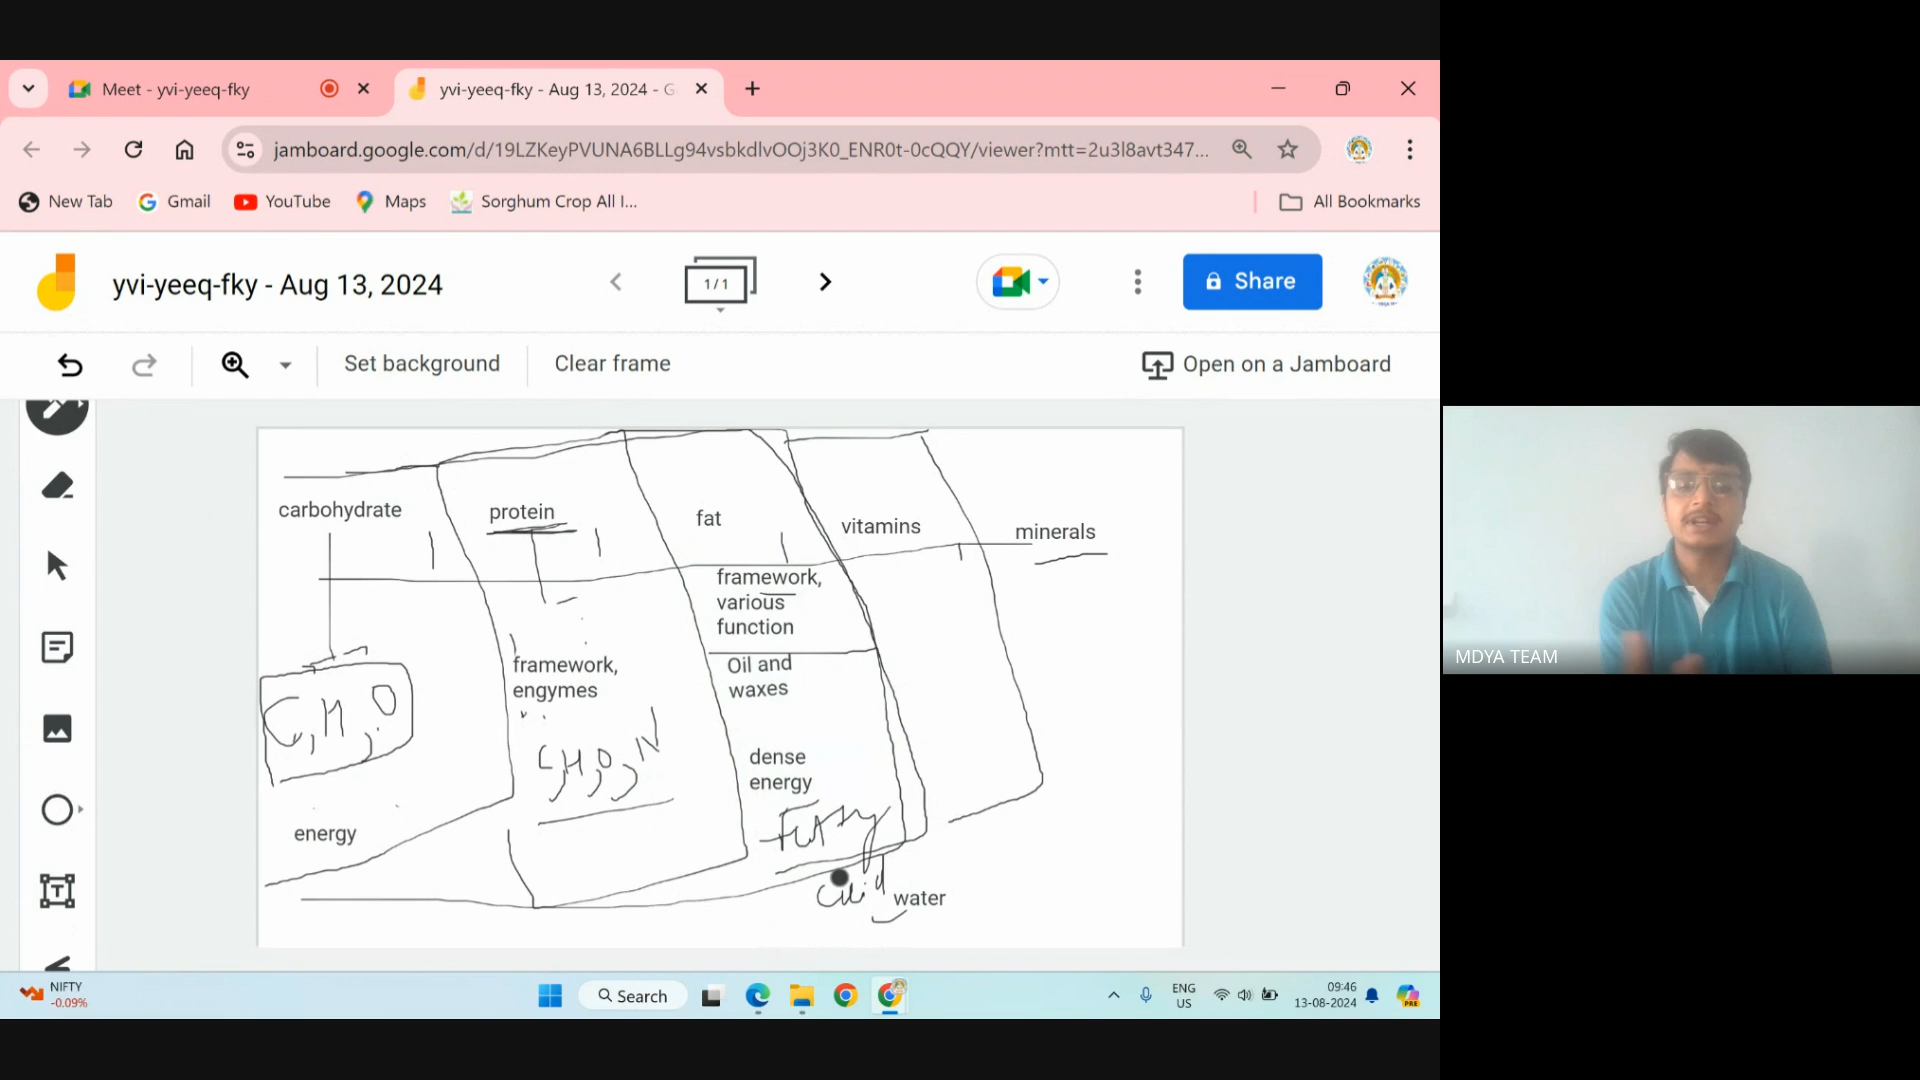 Meet - yvi-yeeq-fky
yvi-yeeq-fky - Aug 13, 2024 - G
jamboard.google.com/d/19LZKeyPVUNA6BLLg94vsbkdlvOOj3K0_ENR0t-0cQQY/viewer?mtt=2u3l8avt347...
New Tab Gmail YouTube Maps Sorghum Crop All I... All Bookmarks
yvi-yeeq-fky - Aug 13, 2024
1/1
Share
Set background Clear frame Open on a Jamboard
carbohydrate protein fat vitamins minerals
framework,
various
function
framework,
engymes
Oil and
waxes
C, H, O
C, H, O, N
dense
energy
energy
Fatty
acid
water
MDYA TEAM
NIFTY
-0.09%
Search
ENG
US
09:46
13-08-2024
PRE